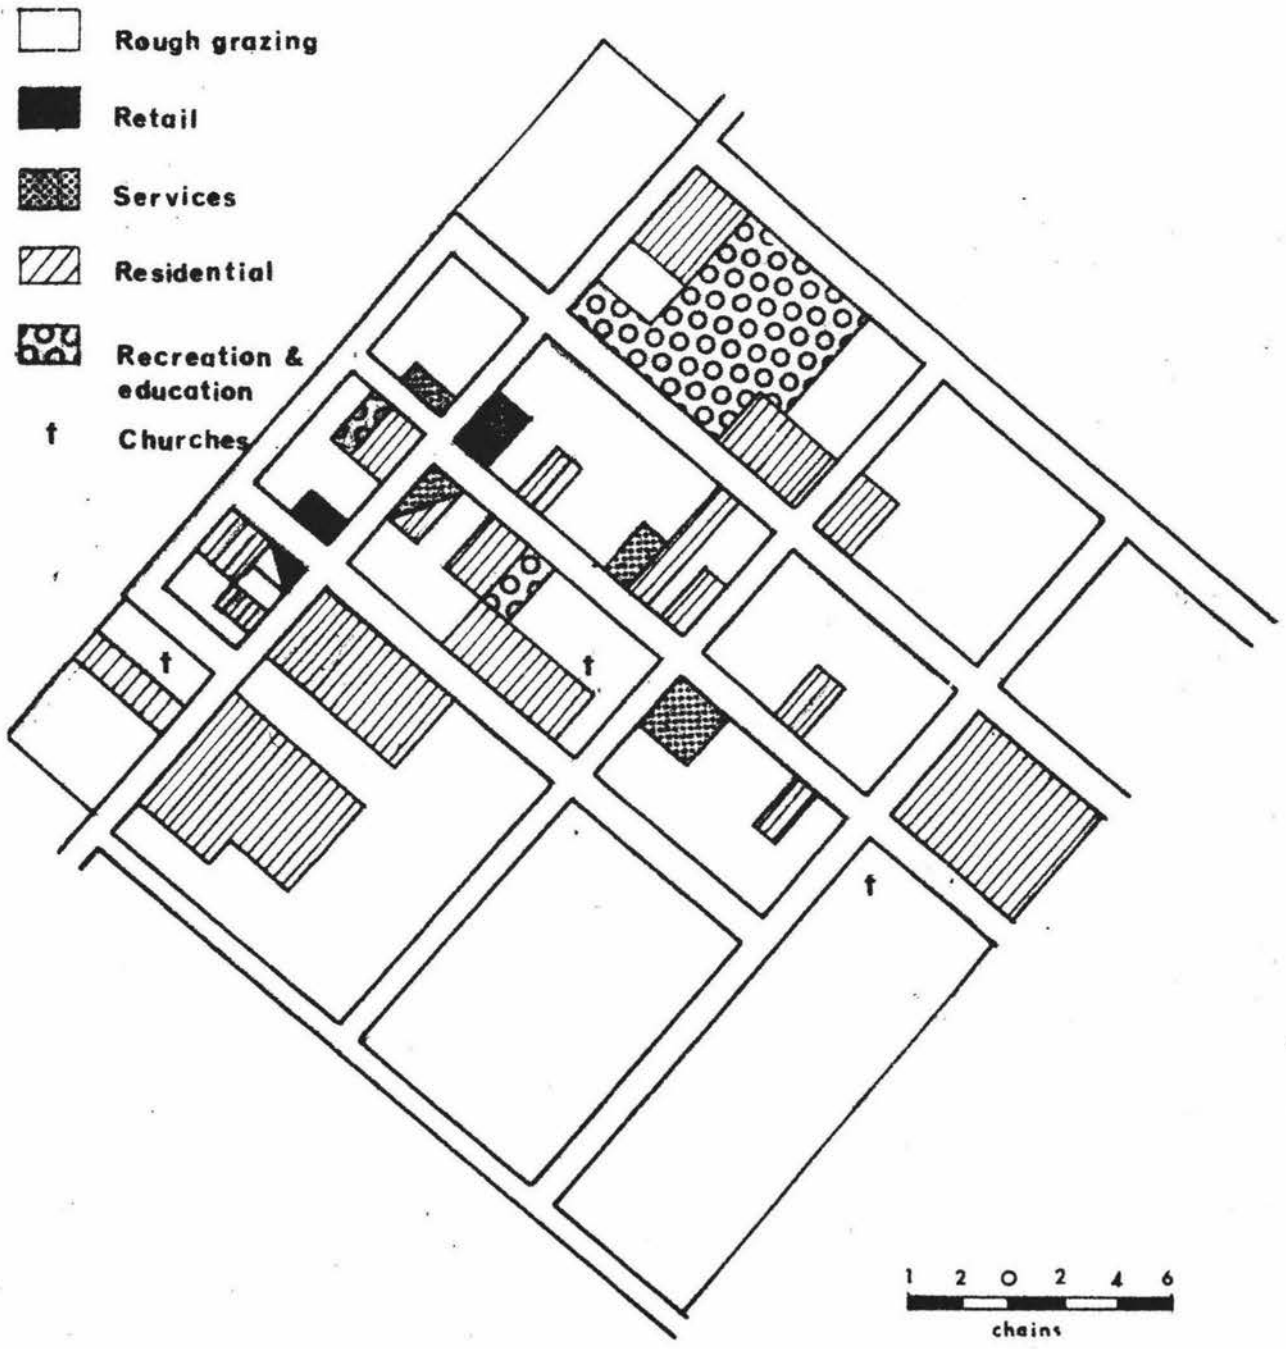 Rough grazing
Retail
Services
Residential
Recreation &
education
† Churches
†
†
†
1 2 0 2 4 6
chains